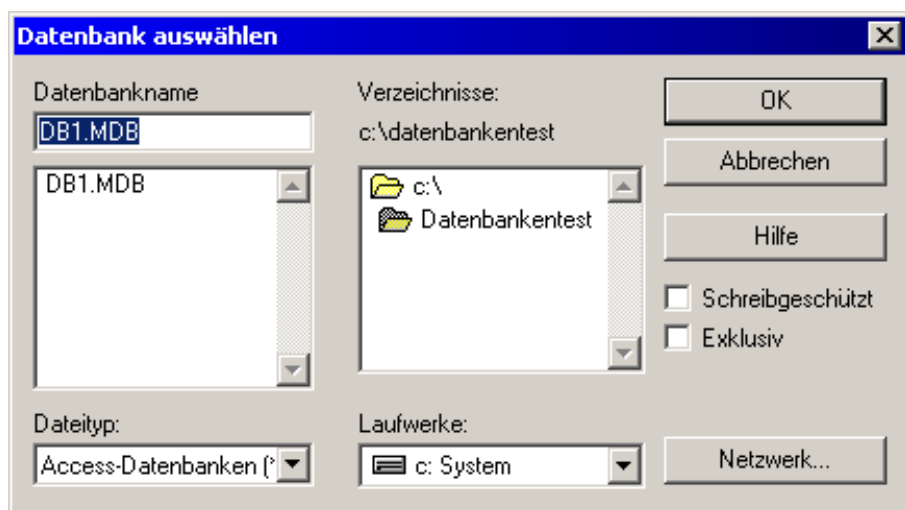 Datenbank auswählen
Datenbankname
DB1.MDB
DB1.MDB
Verzeichnisse:
c:\datenbankentest
c:\
Datenbankentest
OK
Abbrechen
Hilfe
Schreibgeschützt
Exklusiv
Dateityp:
Access-Datenbanken (*
Laufwerke:
c: System
Netzwerk...